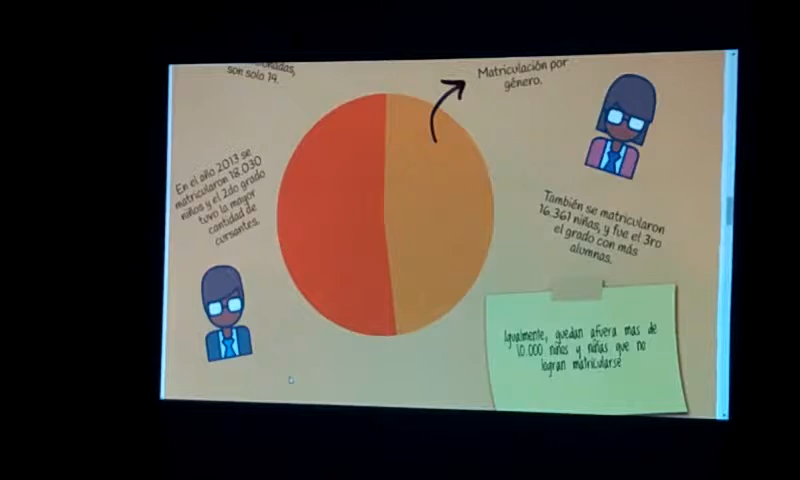 son solo 14.
Matriculación por
género.
En el año 2013 se
matricularon 18.030
niños y el 2do grado
tuvo la mayor
cantidad de
cursantes.
También se matricularon
16.361 niñas, y fue el 3ro
el grado con más
alumnas.
Igualmente, quedan afuera mas de
10.000 niños y niñas que no
logran matricularse